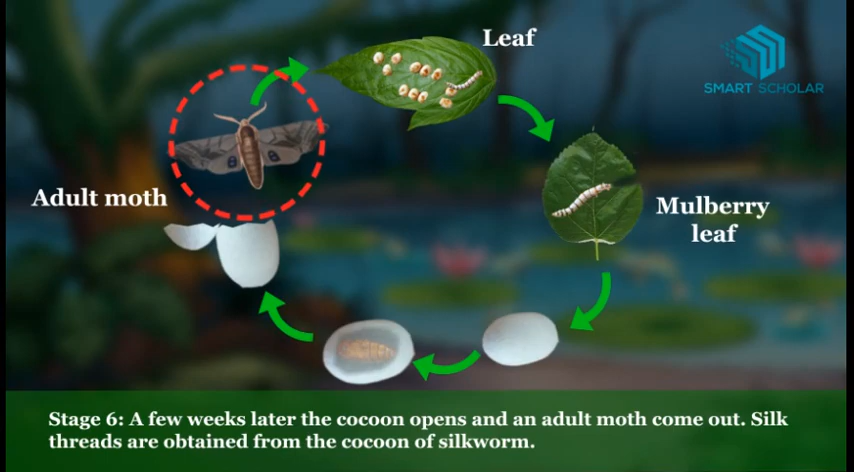 Leaf
SMART SCHOLAR
Adult moth
Mulberry
leaf
Stage 6: A few weeks later the cocoon opens and an adult moth come out. Silk
threads are obtained from the cocoon of silkworm.